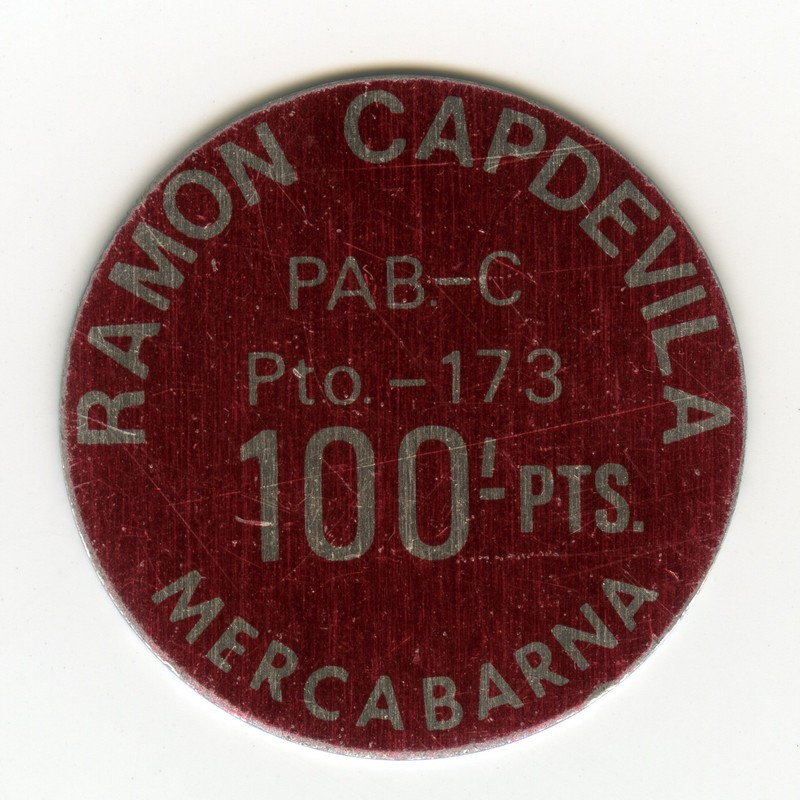 RAMON CAPDEVILA
PAB.-C
Pto.-173
100'- PTS.
MERCABARNA